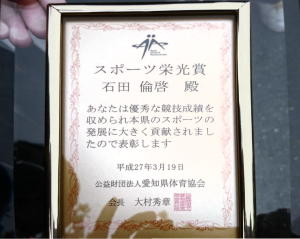 スポーツ栄光賞
石田 倫啓 殿
あなたは優秀な競技成績を
収められ本県のスポーツの
発展に大きく貢献されまし
たので表彰します
平成27年3月19日
公益財団法人愛知県体育協会
会長 大村秀章